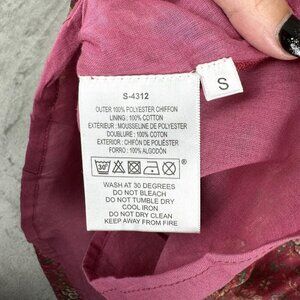 S-4312
S
OUTER 100% POLYESTER CHIFFON
LINING : 100% COTTON
EXTÉRIEUR : MOUSSELINE DE POLYESTER
DOUBLURE : 100% COTON
EXTERIOR : CHIFÓN DE POLIÉSTER
FORRO : 100% ALGODÓN
30°
WASH AT 30 DEGREES
DO NOT BLEACH
DO NOT TUMBLE DRY
COOL IRON
DO NOT DRY CLEAN
KEEP AWAY FROM FIRE